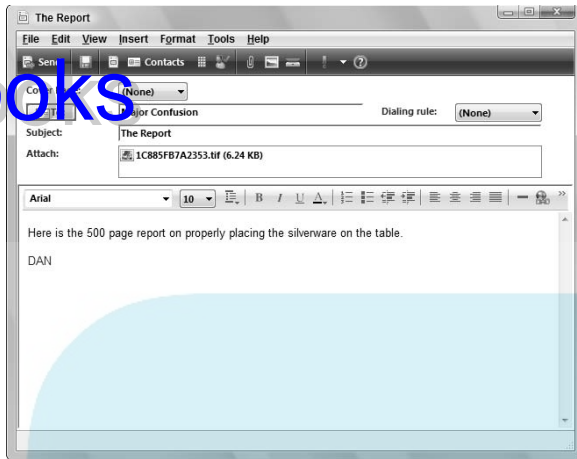 The Report
File Edit View Insert Format Tools Help
Send Contacts
(None)
To Major Confusion Dialing rule: (None)
Subject: The Report
Attach: 1C885FB7A2353.tif (6.24 KB)
Arial 10 B I U A
Here is the 500 page report on properly placing the silverware on the table.
DAN